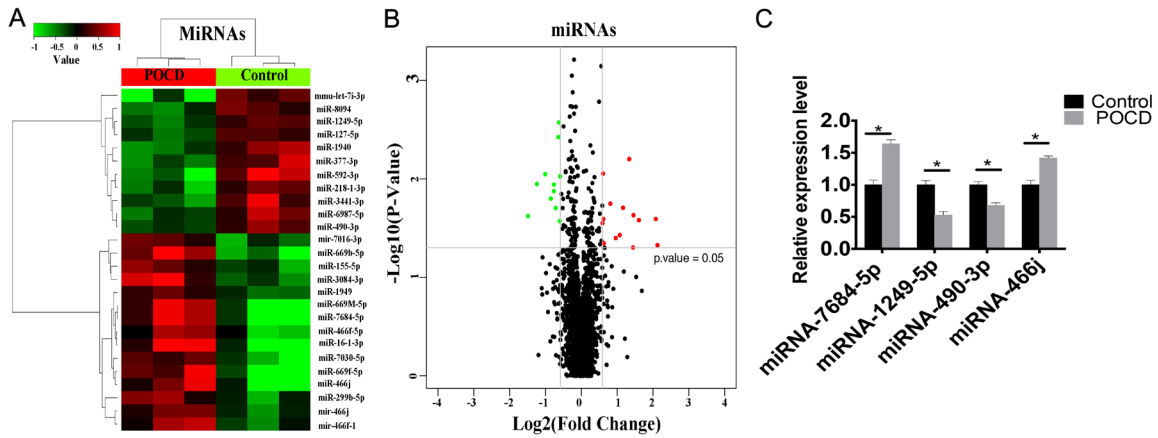 A
MiRNAs
-1 -0.5 0 0.5 1
Value
POCD Control
mmu-let-7i-3p
miR-8094
miR-1249-5p
miR-127-5p
miR-1940
miR-377-3p
miR-592-3p
miR-218-1-3p
miR-3441-3p
miR-6987-5p
miR-490-3p
mir-7016-3p
miR-669b-5p
miR-155-5p
miR-3084-3p
miR-1949
miR-669M-5p
miR-7684-5p
miR-466f-5p
miR-16-1-3p
miR-7030-5p
miR-669f-5p
miR-466j
miR-299b-5p
mir-466j
mir-466f-1
B
miRNAs
-Log10(P-Value)
3
2
1
0
p.value = 0.05
-4 -3 -2 -1 0 1 2 3 4
Log2(Fold Change)
C
Control
POCD
Relative expression level
2.0
1.5
1.0
0.5
0.0
* * * *
miRNA-7684-5p
miRNA-1249-5p
miRNA-490-3p
miRNA-466j